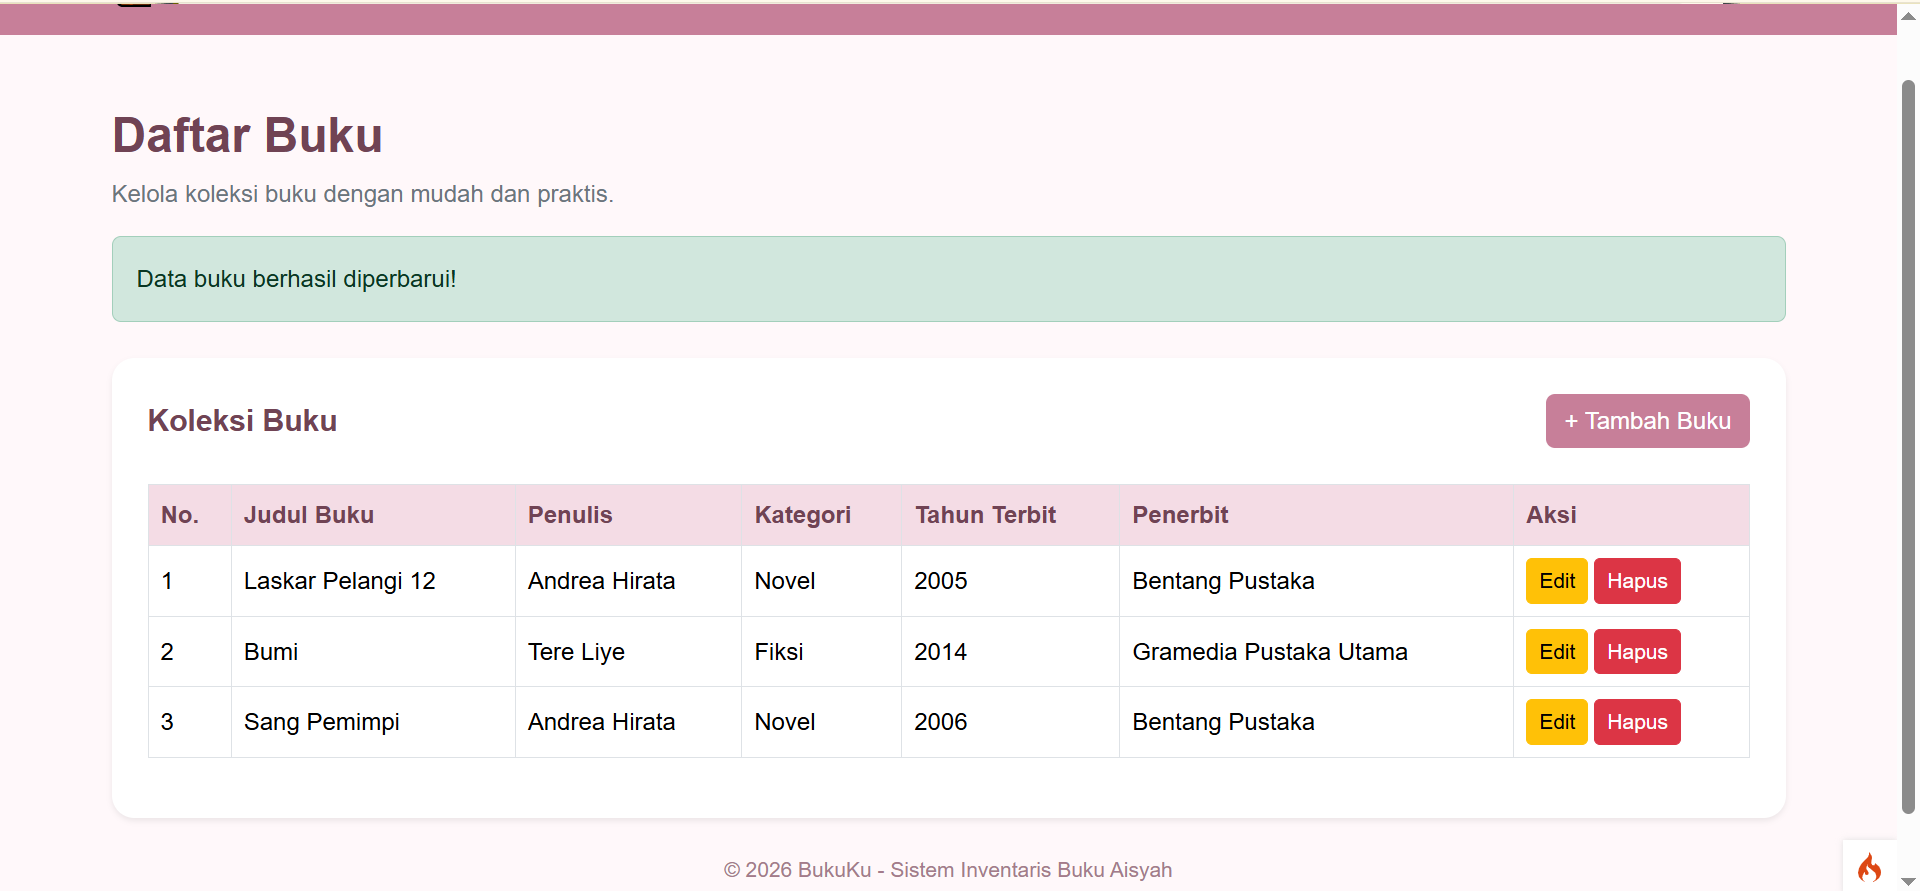 Daftar Buku
Kelola koleksi buku dengan mudah dan praktis.
Data buku berhasil diperbarui!
Koleksi Buku
+ Tambah Buku
No. Judul Buku Penulis Kategori Tahun Terbit Penerbit Aksi
1 Laskar Pelangi 12 Andrea Hirata Novel 2005 Bentang Pustaka Edit Hapus
2 Bumi Tere Liye Fiksi 2014 Gramedia Pustaka Utama Edit Hapus
3 Sang Pemimpi Andrea Hirata Novel 2006 Bentang Pustaka Edit Hapus
© 2026 BukuKu - Sistem Inventaris Buku Aisyah